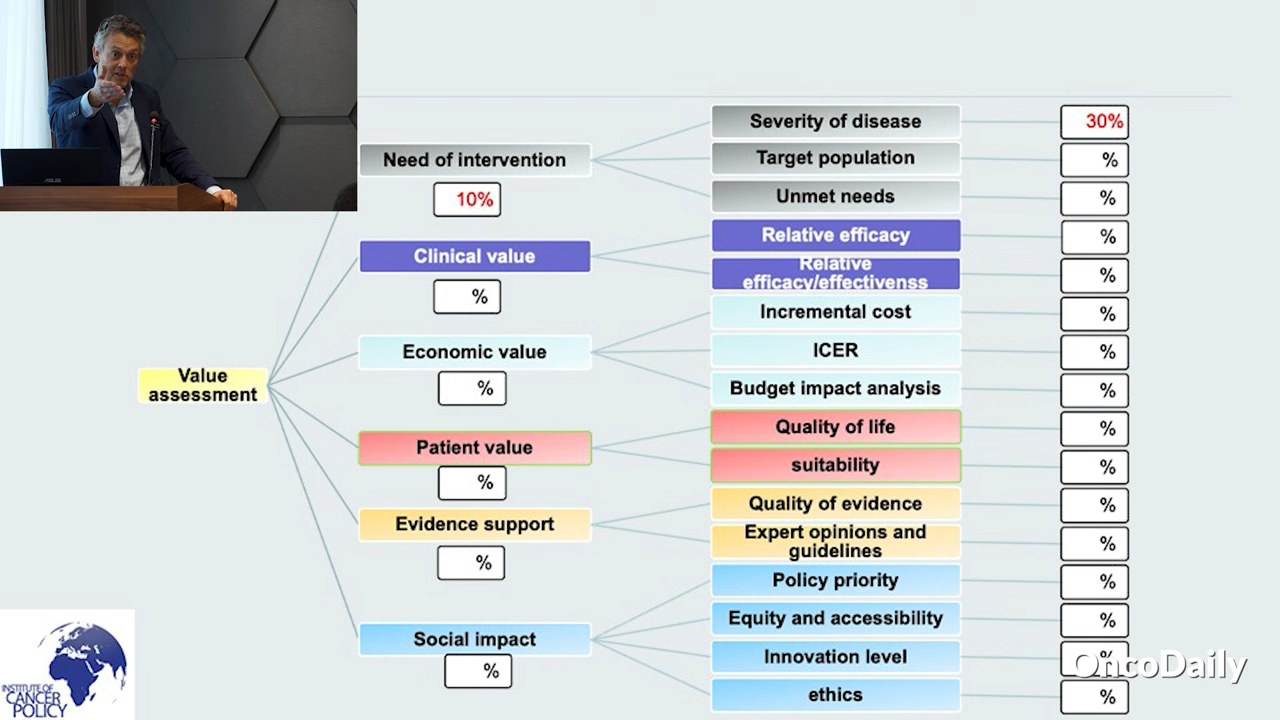 ASUS
Need of intervention
10%
Clinical value
%
Economic value
%
Value
assessment
Patient value
%
Evidence support
%
Social impact
%
Severity of disease
30%
Target population
%
Unmet needs
%
Relative efficacy
%
Relative
efficacy/effectivenss
%
Incremental cost
%
ICER
%
Budget impact analysis
%
Quality of life
%
suitability
%
Quality of evidence
%
Expert opinions and
guidelines
%
Policy priority
%
Equity and accessibility
%
Innovation level
%
ethics
%
OncoDaily
INSTITUTE OF
CANCER
POLICY